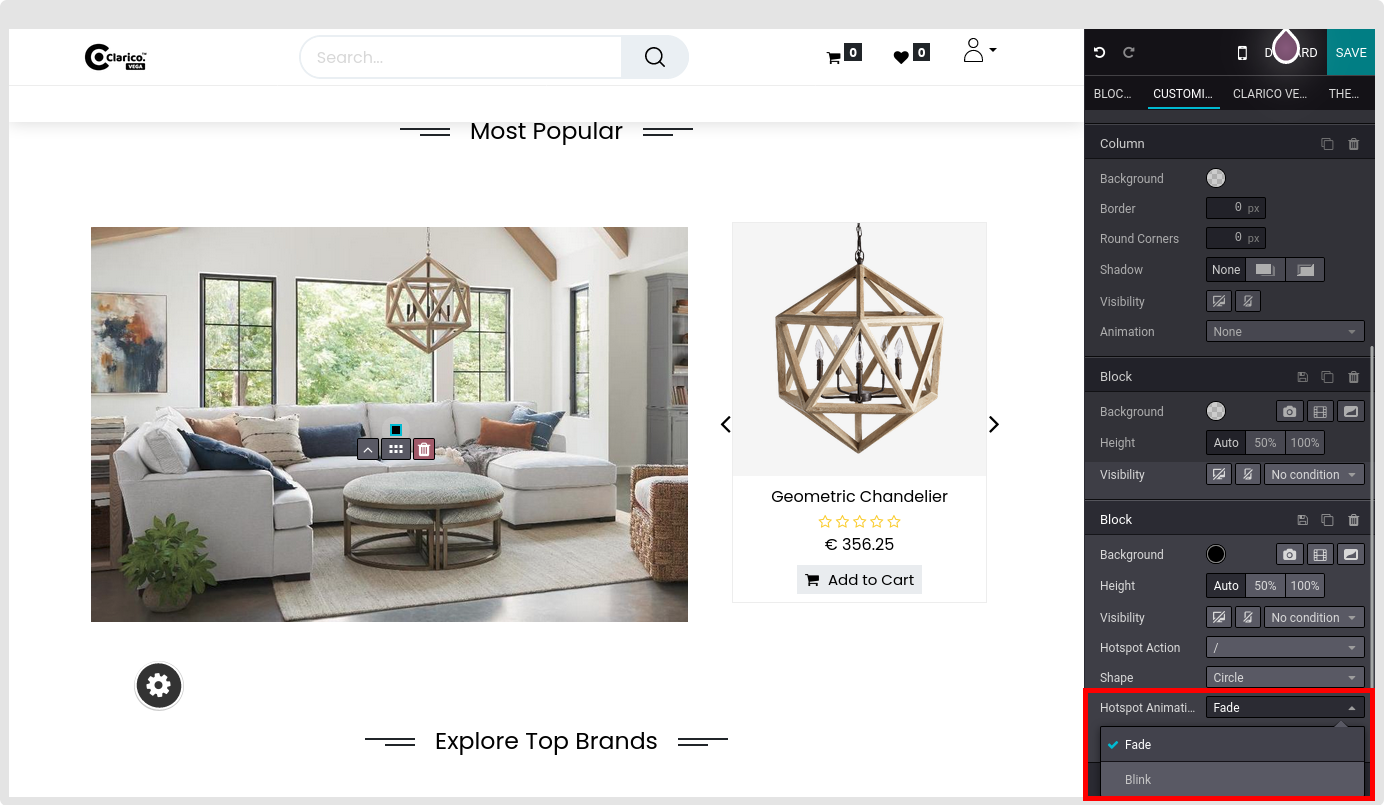 Clarico.™
VEGA
Search...
0
0
SAVE
BLOC...
CUSTOMI...
CLARICO VE...
THE...
Most Popular
Column
Background
Border 0 px
Round Corners 0 px
Shadow None
Visibility
Animation None
Block
Background
Height Auto 50% 100%
Visibility No condition
Geometric Chandelier
€ 356.25
Add to Cart
Block
Background
Height Auto 50% 100%
Visibility No condition
Hotspot Action /
Shape Circle
Hotspot Animati... Fade
Fade
Blink
Explore Top Brands